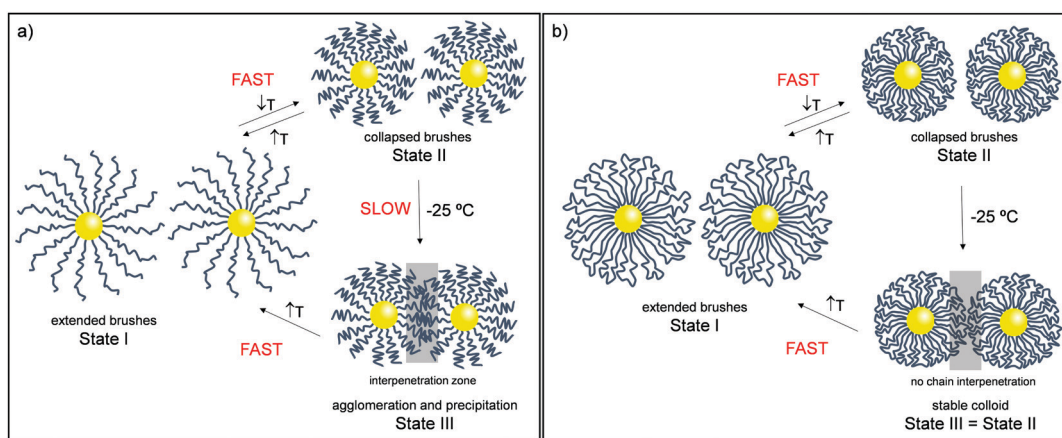 a)
FAST
↓T
↑T
collapsed brushes
State II
SLOW
-25 ºC
extended brushes
State I
↑T
FAST
interpenetration zone
agglomeration and precipitation
State III
b)
FAST
↓T
↑T
collapsed brushes
State II
-25 ºC
extended brushes
State I
↑T
FAST
no chain interpenetration
stable colloid
State III = State II